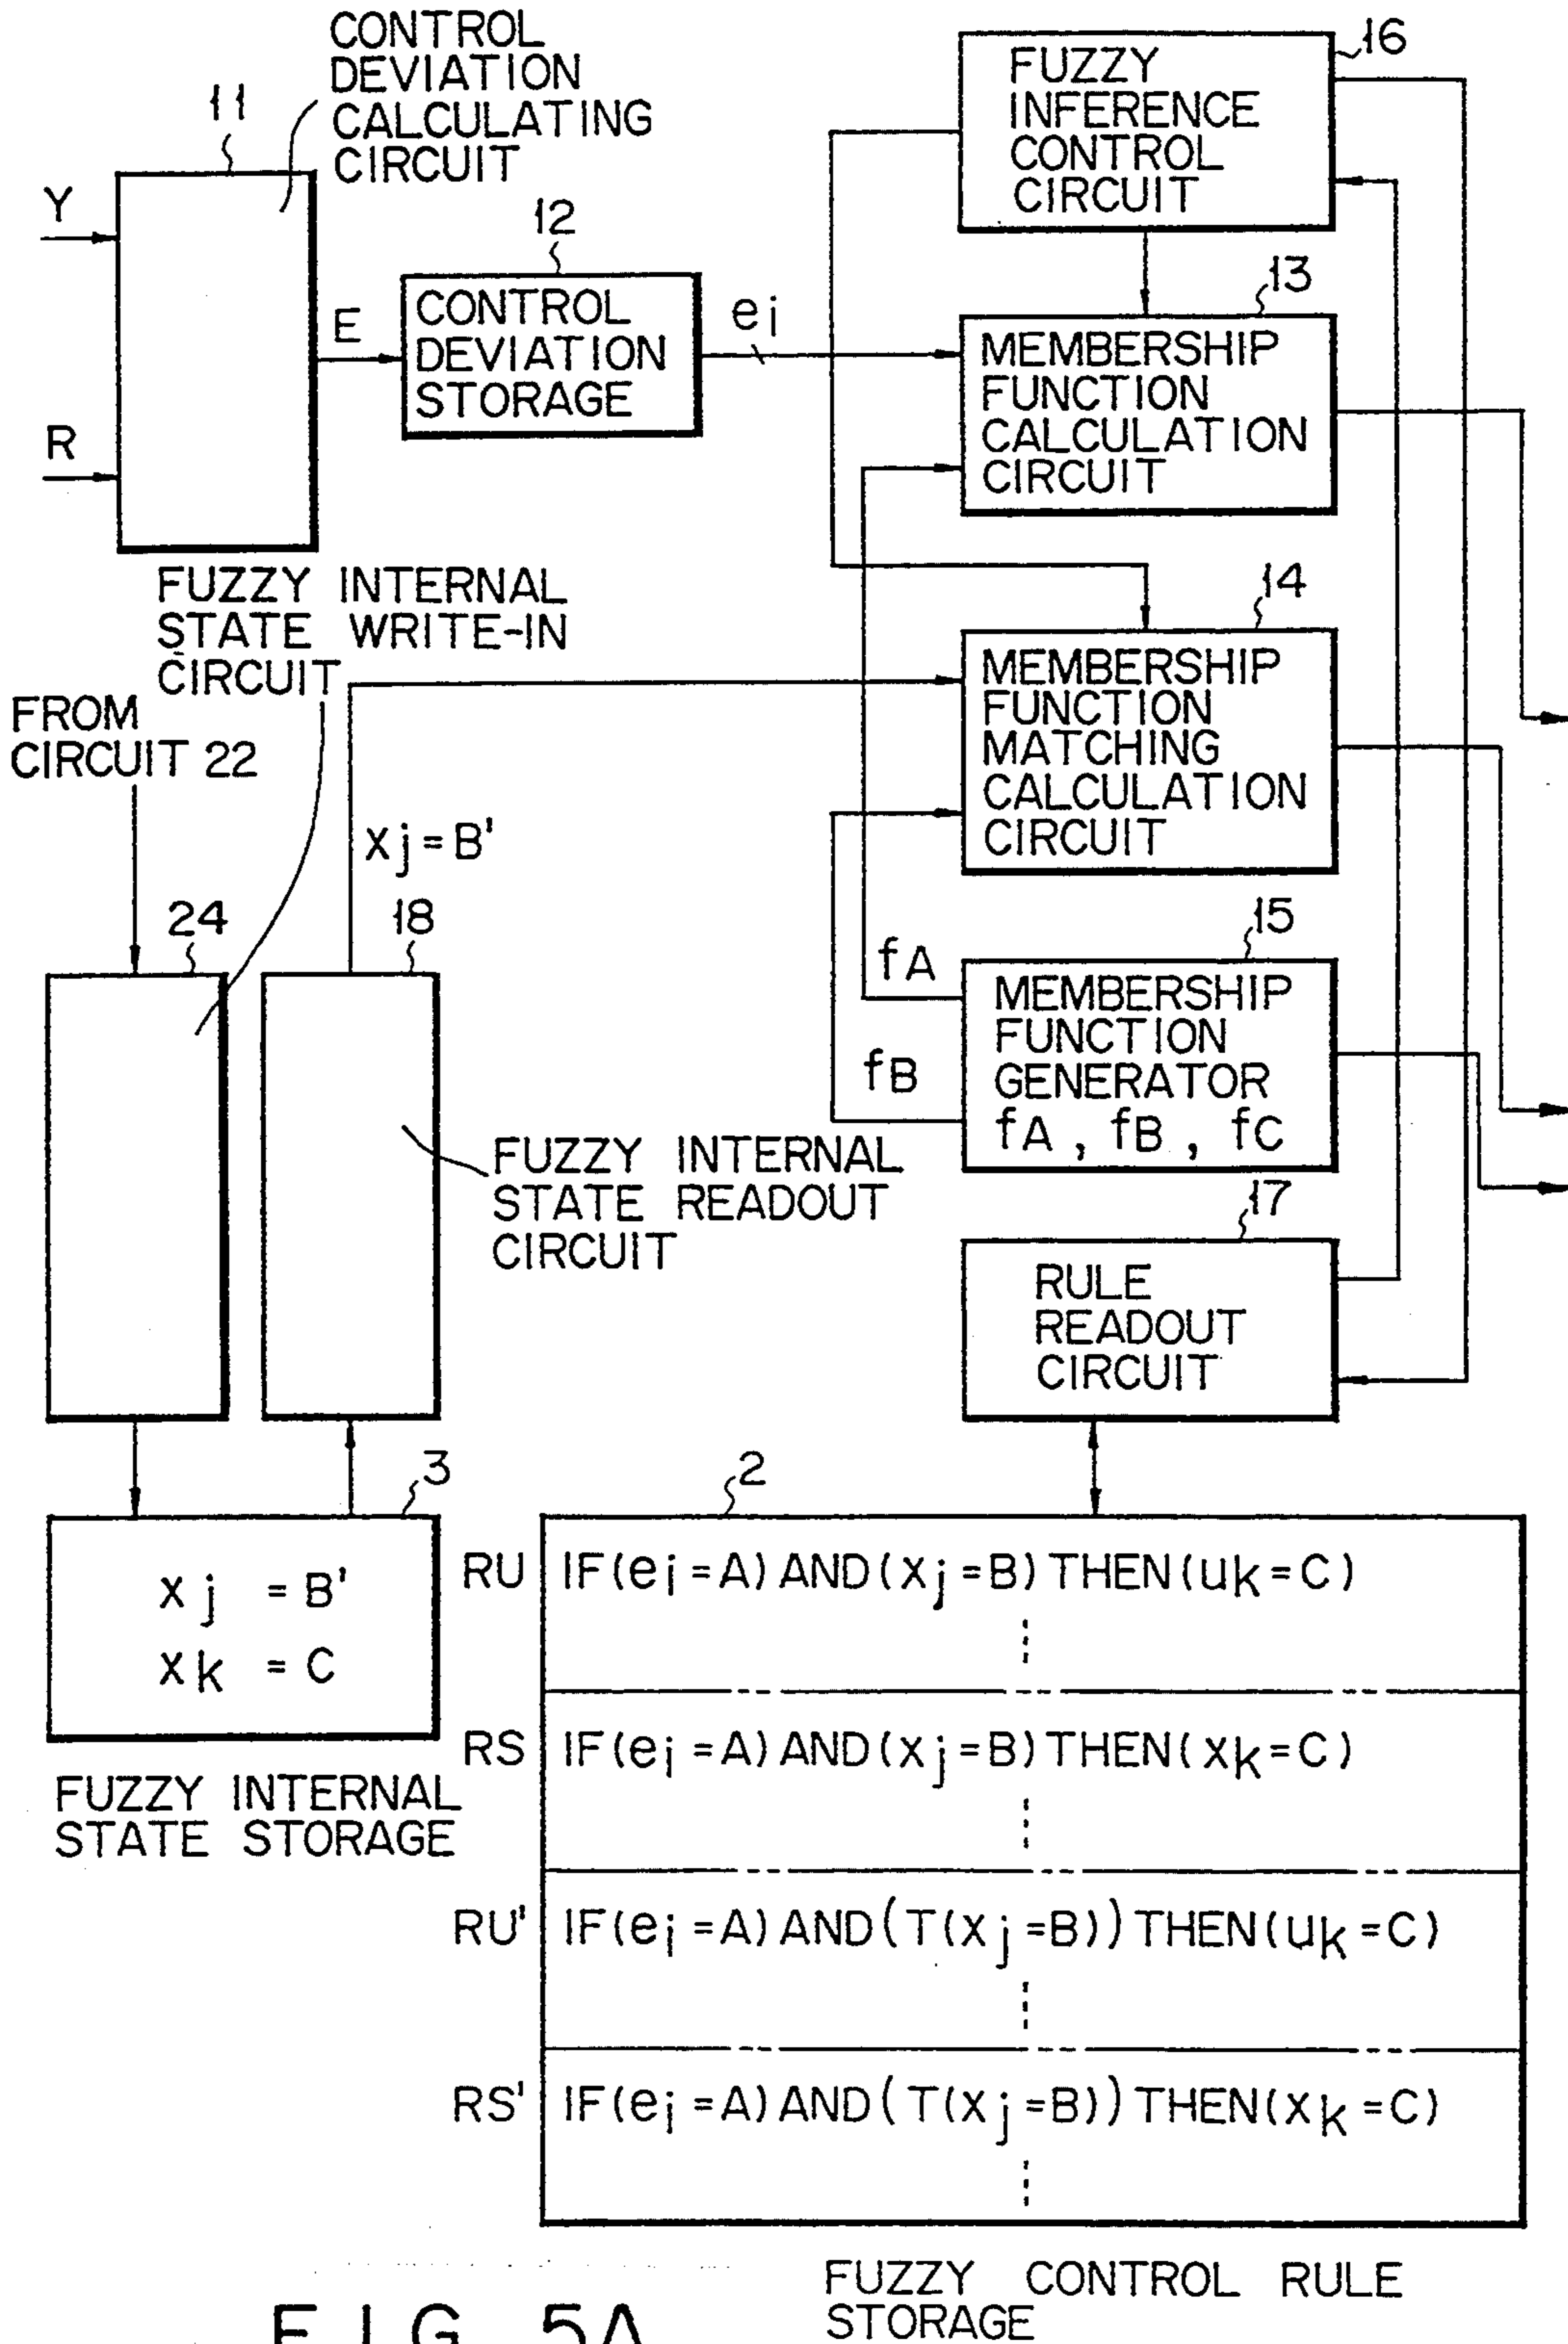 CONTROL
DEVIATION
CALCULATING
CIRCUIT
11
Y
R
E
12
CONTROL
DEVIATION
STORAGE
ei
16
FUZZY
INFERENCE
CONTROL
CIRCUIT
13
MEMBERSHIP
FUNCTION
CALCULATION
CIRCUIT
FUZZY INTERNAL
STATE WRITE-IN
CIRCUIT
FROM
CIRCUIT 22
14
MEMBERSHIP
FUNCTION
MATCHING
CALCULATION
CIRCUIT
xj=B'
24
18
15
fA
fB
MEMBERSHIP
FUNCTION
GENERATOR
fA, fB, fC
FUZZY INTERNAL
STATE READOUT
CIRCUIT
17
RULE
READOUT
CIRCUIT
3
xj = B'
xk = C
FUZZY INTERNAL
STATE STORAGE
2
RU IF(ei=A)AND(xj=B)THEN(uk=C)
RS IF(ei=A)AND(xj=B)THEN(xk=C)
RU' IF(ei=A)AND(T(xj=B))THEN(uk=C)
RS' IF(ei=A)AND(T(xj=B))THEN(xk=C)
FUZZY CONTROL RULE
STORAGE
FIG. 5A